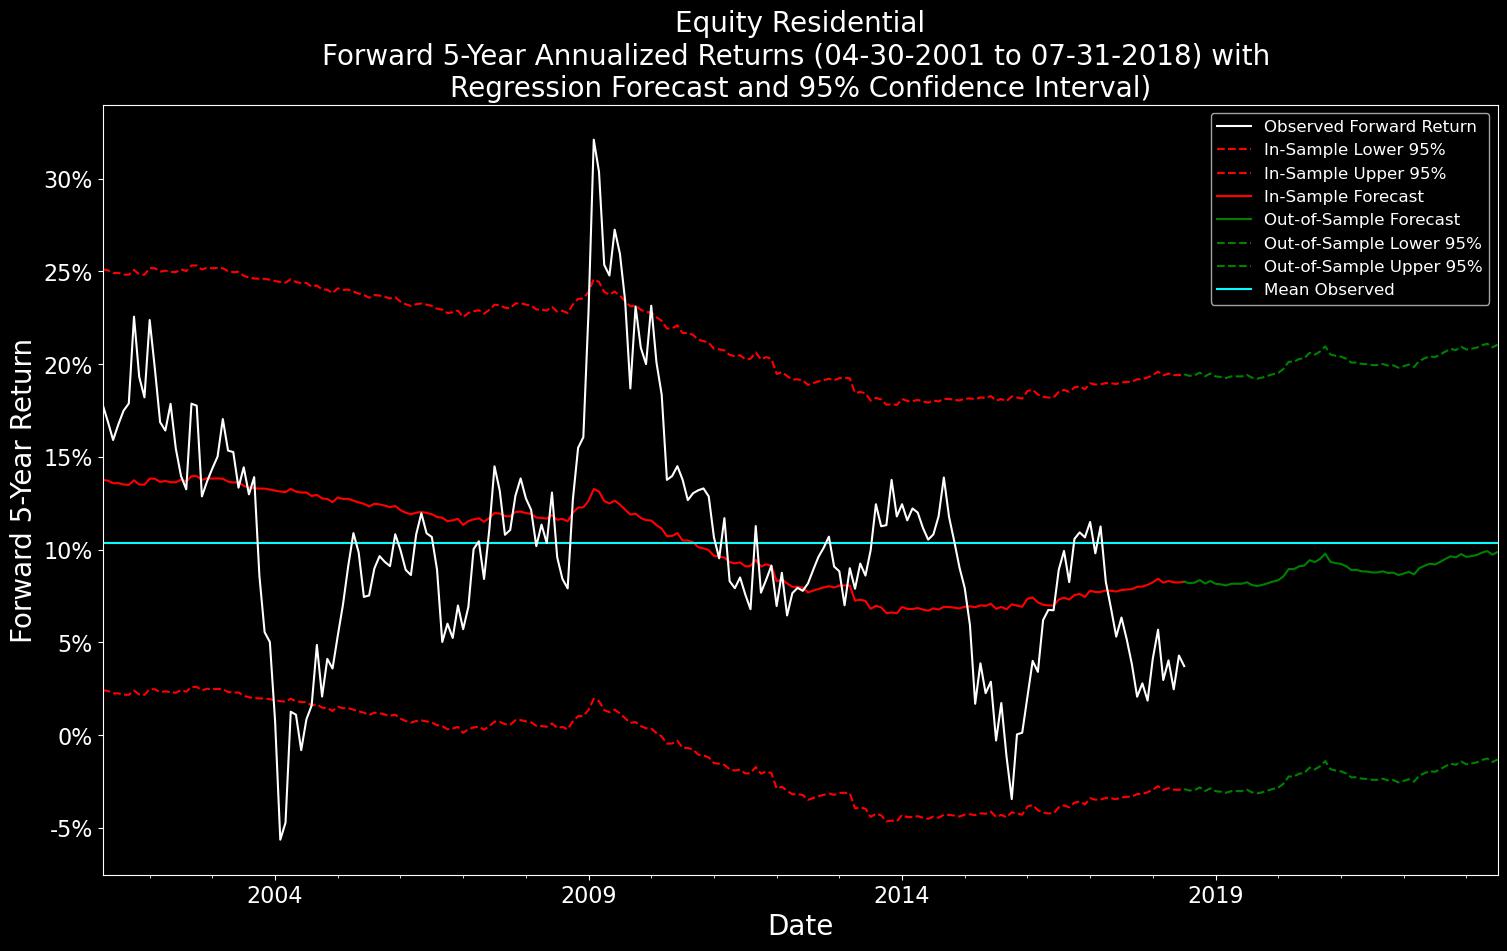 Equity Residential
Forward 5-Year Annualized Returns (04-30-2001 to 07-31-2018) with
Regression Forecast and 95% Confidence Interval)
Observed Forward Return
In-Sample Lower 95%
In-Sample Upper 95%
In-Sample Forecast
Out-of-Sample Forecast
Out-of-Sample Lower 95%
Out-of-Sample Upper 95%
Mean Observed
Forward 5-Year Return
30%
25%
20%
15%
10%
5%
0%
-5%
2004
2009
2014
2019
Date